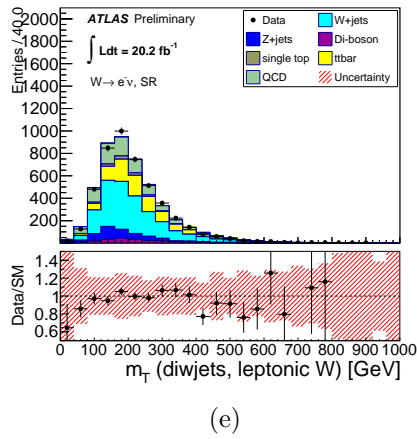 Entries / 40.0
2000
1800
1600
1400
1200
1000
800
600
400
200
ATLAS Preliminary
∫ Ldt = 20.2 fb⁻¹
W→ e⁻ν, SR
Data
W+jets
Z+jets
Di-boson
single top
ttbar
QCD
Uncertainty
Data/SM
1.4
1.2
1
0.8
0.6
0 100 200 300 400 500 600 700 800 900 1000
m_T (diwjets, leptonic W) [GeV]
(e)